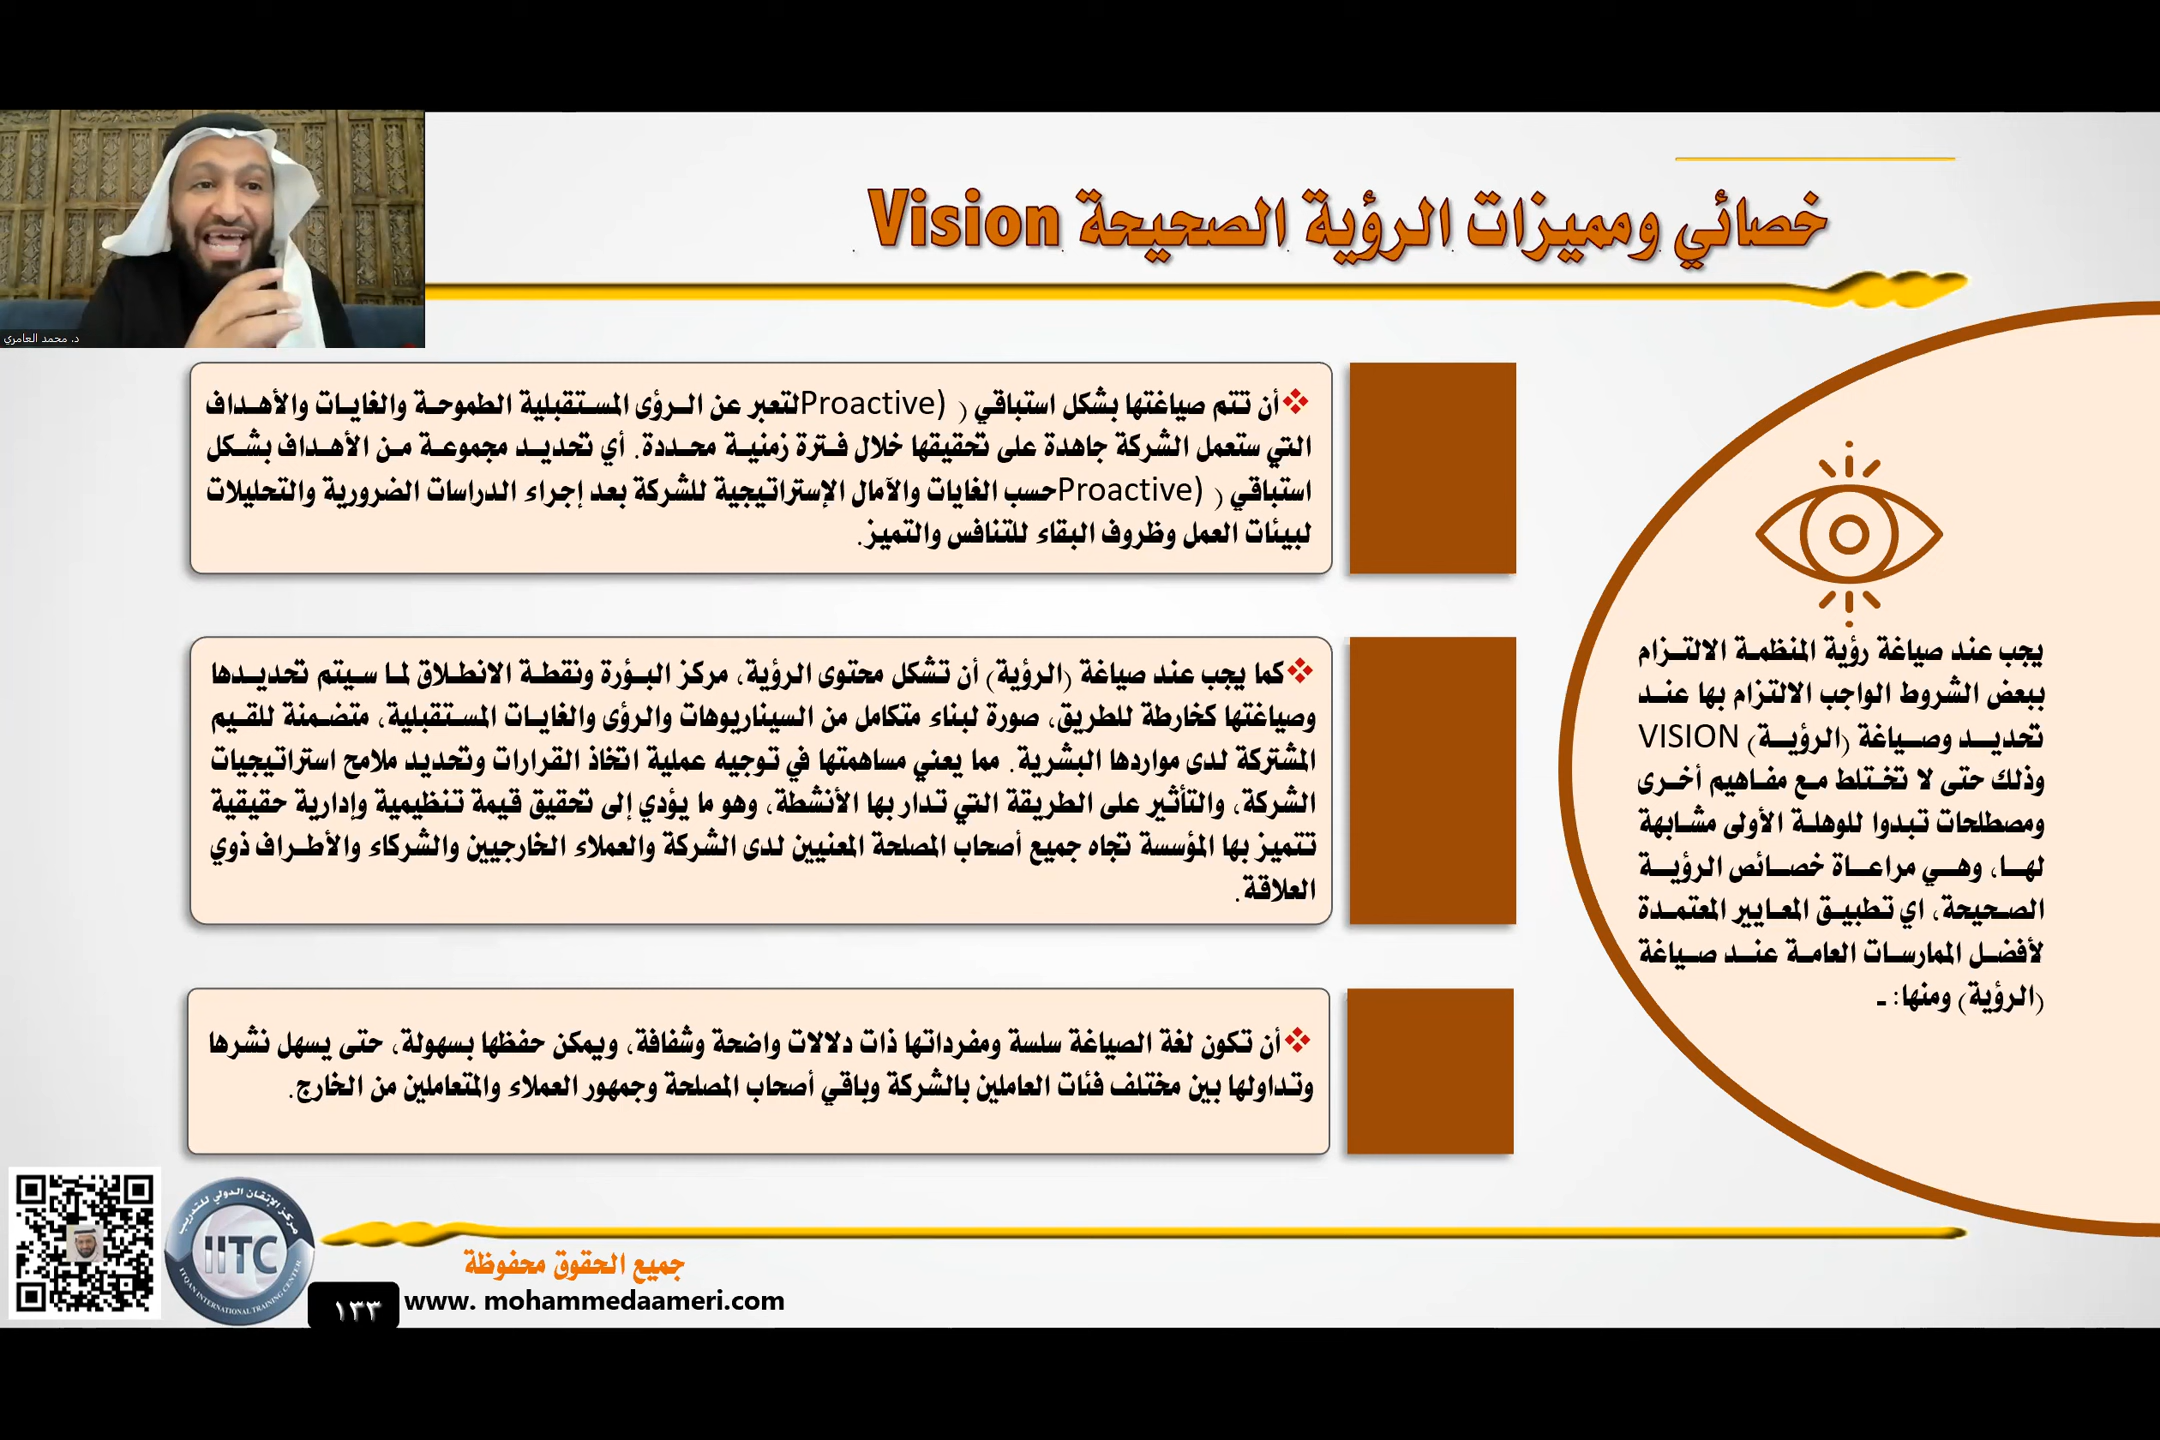 خصائي ومميزات الرؤية الصحيحة Vision
د. محمد العامري
يجب عند صياغة رؤية المنظمة الالتزام
ببعض الشروط الواجب الالتزام بها عند
تحديد وصياغة (الرؤية) VISION
وذلك حتى لا تختلط مع مفاهيم أخرى
ومصطلحات تبدوا للوهلة الأولى مشابهة
لها، وهي مراعاة خصائص الرؤية
الصحيحة، اي تطبيق المعايير المعتمدة
لأفضل الممارسات العامة عند صياغة
(الرؤية) ومنها: ـ
❖أن تتم صياغتها بشكل استباقي ( (Proactiveلتعبر عن الرؤى المستقبلية الطموحة والغايات والأهداف
التي ستعمل الشركة جاهدة على تحقيقها خلال فترة زمنية محددة. أي تحديد مجموعة من الأهداف بشكل
استباقي ( (Proactiveحسب الغايات والآمال الإستراتيجية للشركة بعد إجراء الدراسات الضرورية والتحليلات
لبيئات العمل وظروف البقاء للتنافس والتميز.
❖كما يجب عند صياغة (الرؤية) أن تشكل محتوى الرؤية، مركز البؤرة ونقطة الانطلاق لما سيتم تحديدها
وصياغتها كخارطة للطريق، صورة لبناء متكامل من السيناريوهات والرؤى والغايات المستقبلية، متضمنة للقيم
المشتركة لدى مواردها البشرية. مما يعني مساهمتها في توجيه عملية اتخاذ القرارات وتحديد ملامح استراتيجيات
الشركة، والتأثير على الطريقة التي تدار بها الأنشطة، وهو ما يؤدي إلى تحقيق قيمة تنظيمية وإدارية حقيقية
تتميز بها المؤسسة تجاه جميع أصحاب المصلحة المعنيين لدى الشركة والعملاء الخارجيين والشركاء والأطراف ذوي
العلاقة.
❖أن تكون لغة الصياغة سلسة ومفرداتها ذات دلالات واضحة وشفافة، ويمكن حفظها بسهولة، حتى يسهل نشرها
وتداولها بين مختلف فئات العاملين بالشركة وباقي أصحاب المصلحة وجمهور العملاء والمتعاملين من الخارج.
مركز الإتقان الدولي للتدريب
IITC
ITQAN INTERNATIONAL TRAINING CENTER
جميع الحقوق محفوظة
١٣٣
www. mohammedaameri.com